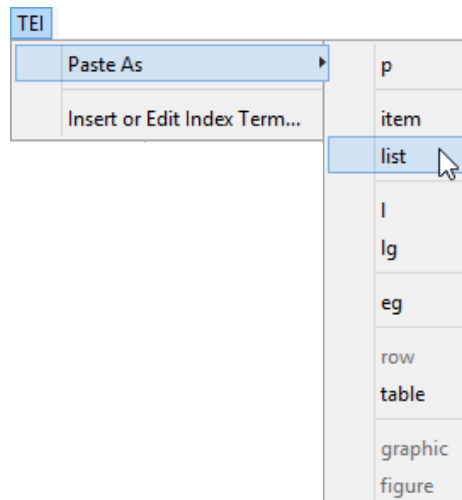 TEI
Paste As
Insert or Edit Index Term...
p
item
list
l
lg
eg
row
table
graphic
figure